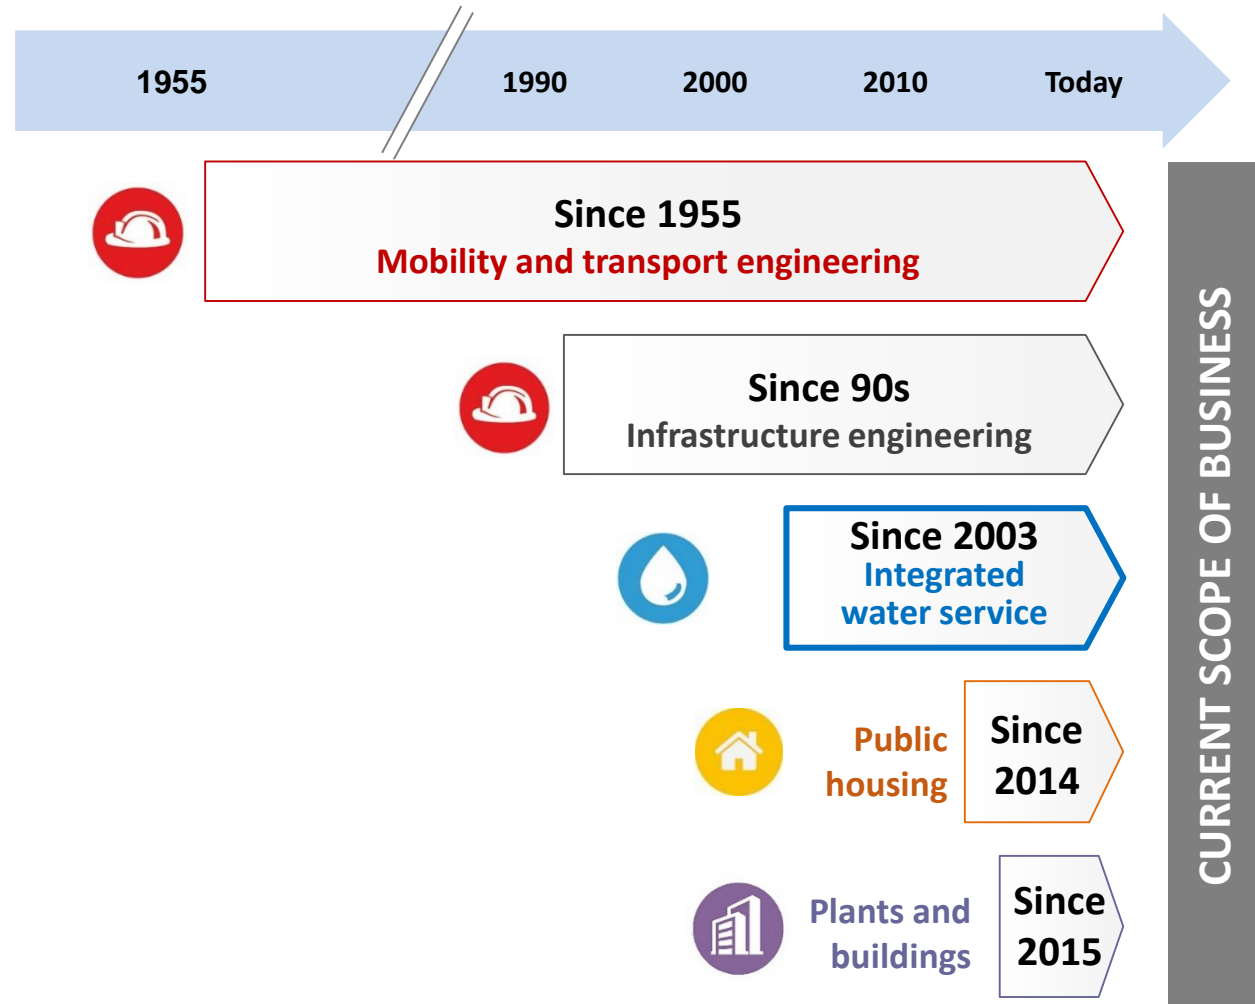 1955 1990 2000 2010 Today
Since 1955
Mobility and transport engineering
Since 90s
Infrastructure engineering
Since 2003
Integrated
water service
Public
housing
Since
2014
Plants and
buildings
Since
2015
CURRENT SCOPE OF BUSINESS